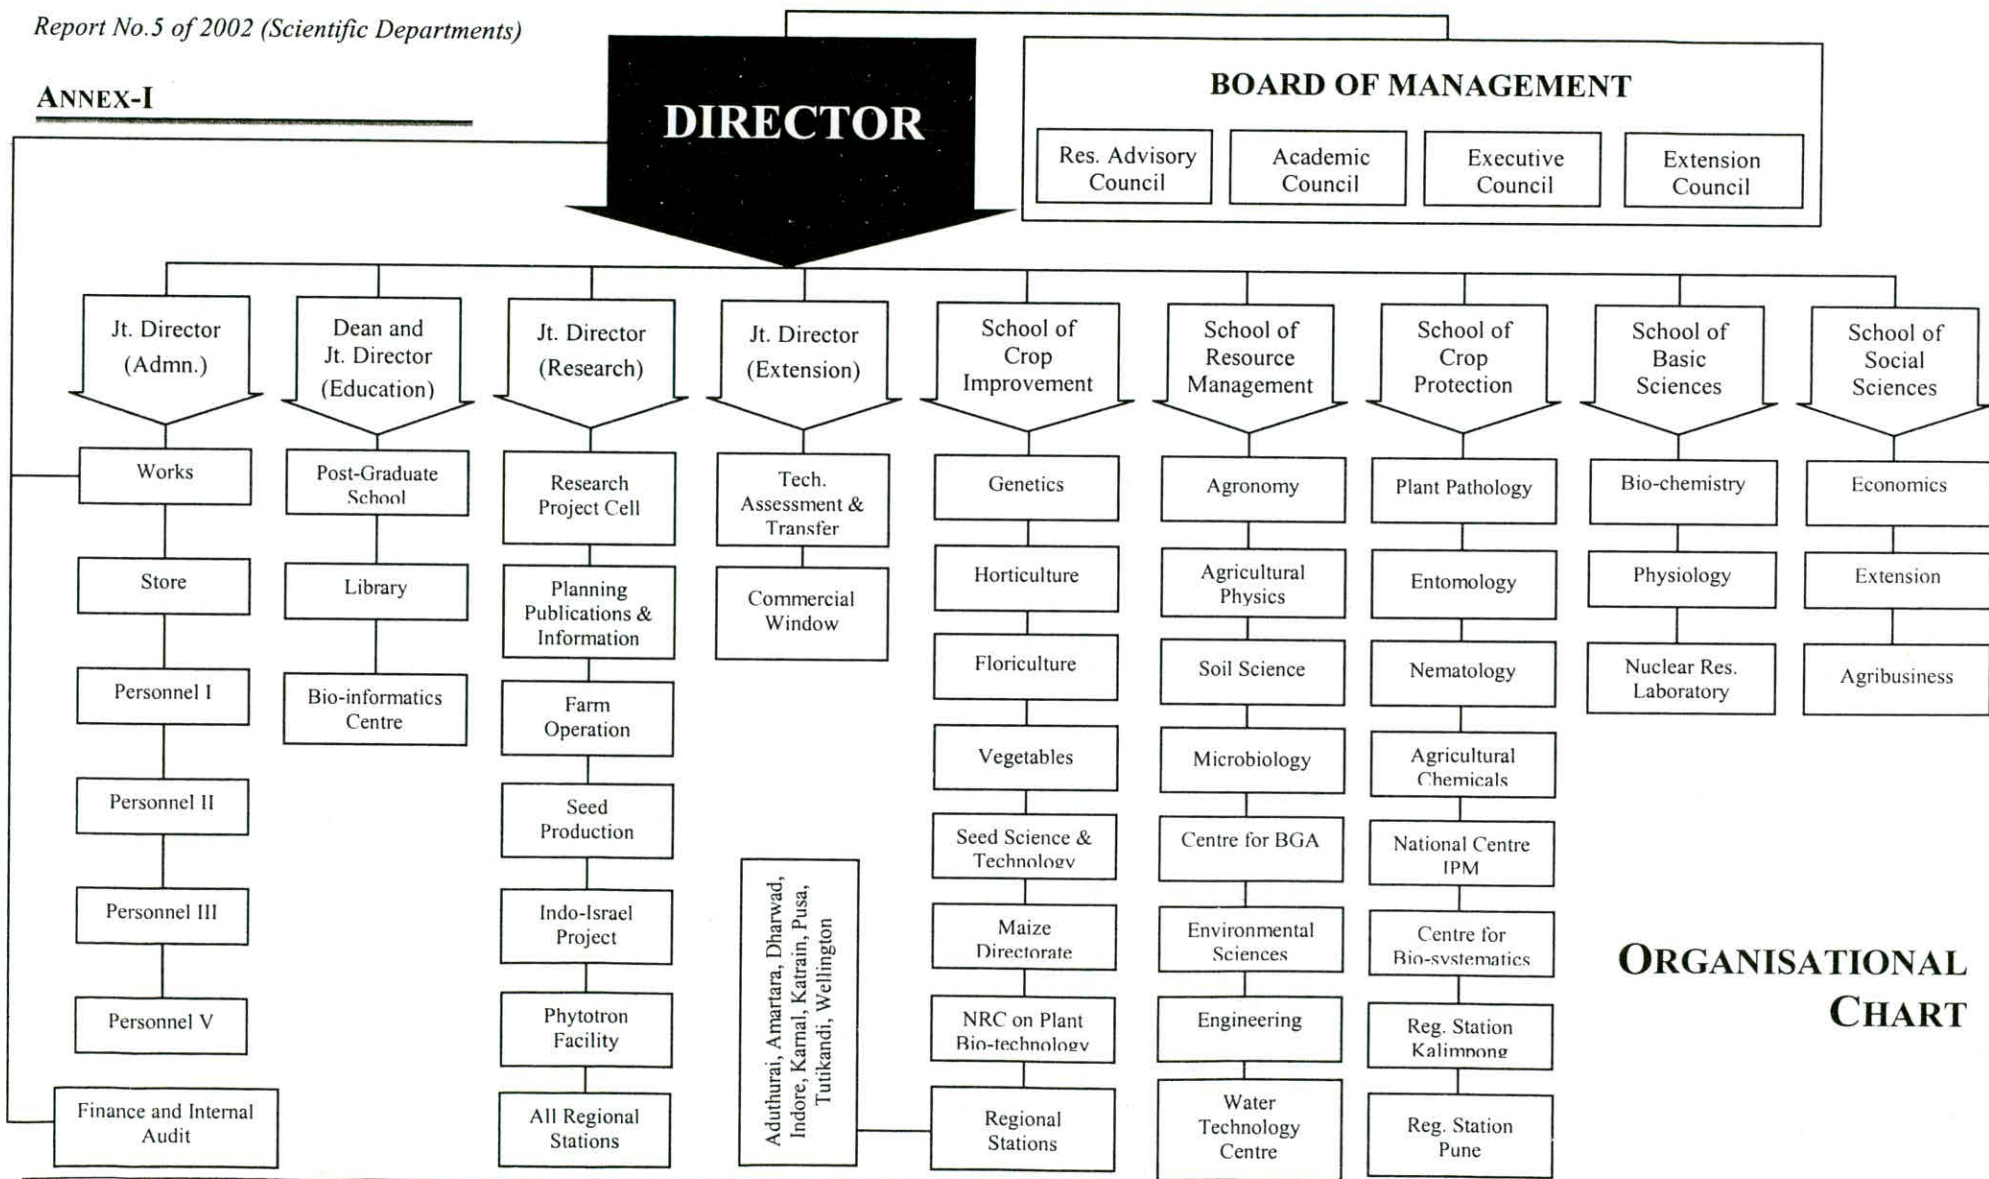 Report No.5 of 2002 (Scientific Departments)
ANNEX-I
DIRECTOR
BOARD OF MANAGEMENT
Res. Advisory
Council
Academic
Council
Executive
Council
Extension
Council
Jt. Director
(Admn.)
Dean and
Jt. Director
(Education)
Jt. Director
(Research)
Jt. Director
(Extension)
School of
Crop
Improvement
School of
Resource
Management
School of
Crop
Protection
School of
Basic
Sciences
School of
Social
Sciences
Works
Store
Personnel I
Personnel II
Personnel III
Personnel V
Finance and Internal
Audit
Post-Graduate
School
Library
Bio-informatics
Centre
Research
Project Cell
Planning
Publications &
Information
Farm
Operation
Seed
Production
Indo-Israel
Project
Phytotron
Facility
All Regional
Stations
Tech.
Assessment &
Transfer
Commercial
Window
Aduthurai, Amartara, Dharwad,
Indore, Karnal, Katrain, Pusa,
Tutikandi, Wellington
Genetics
Horticulture
Floriculture
Vegetables
Seed Science &
Technology
Maize
Directorate
NRC on Plant
Bio-technology
Regional
Stations
Agronomy
Agricultural
Physics
Soil Science
Microbiology
Centre for BGA
Environmental
Sciences
Engineering
Water
Technology
Centre
Plant Pathology
Entomology
Nematology
Agricultural
Chemicals
National Centre
IPM
Centre for
Bio-systematics
Reg. Station
Kalimpong
Reg. Station
Pune
Bio-chemistry
Physiology
Nuclear Res.
Laboratory
Economics
Extension
Agribusiness
ORGANISATIONAL
CHART